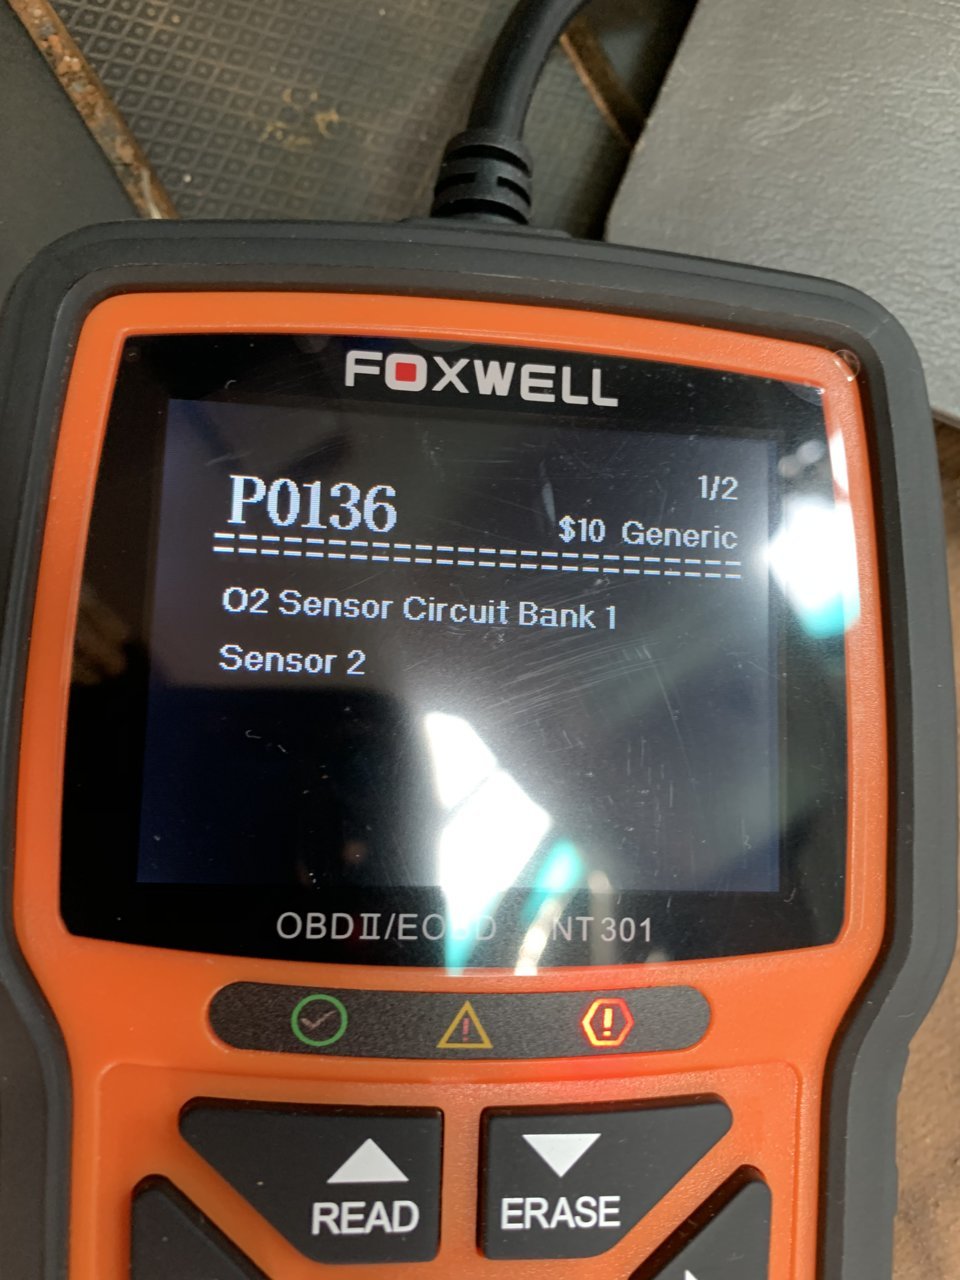 FOXWELL
P0136
1/2
$10 Generic
==================================
O2 Sensor Circuit Bank 1
Sensor 2
OBDII/EOBD NT301
READ
ERASE